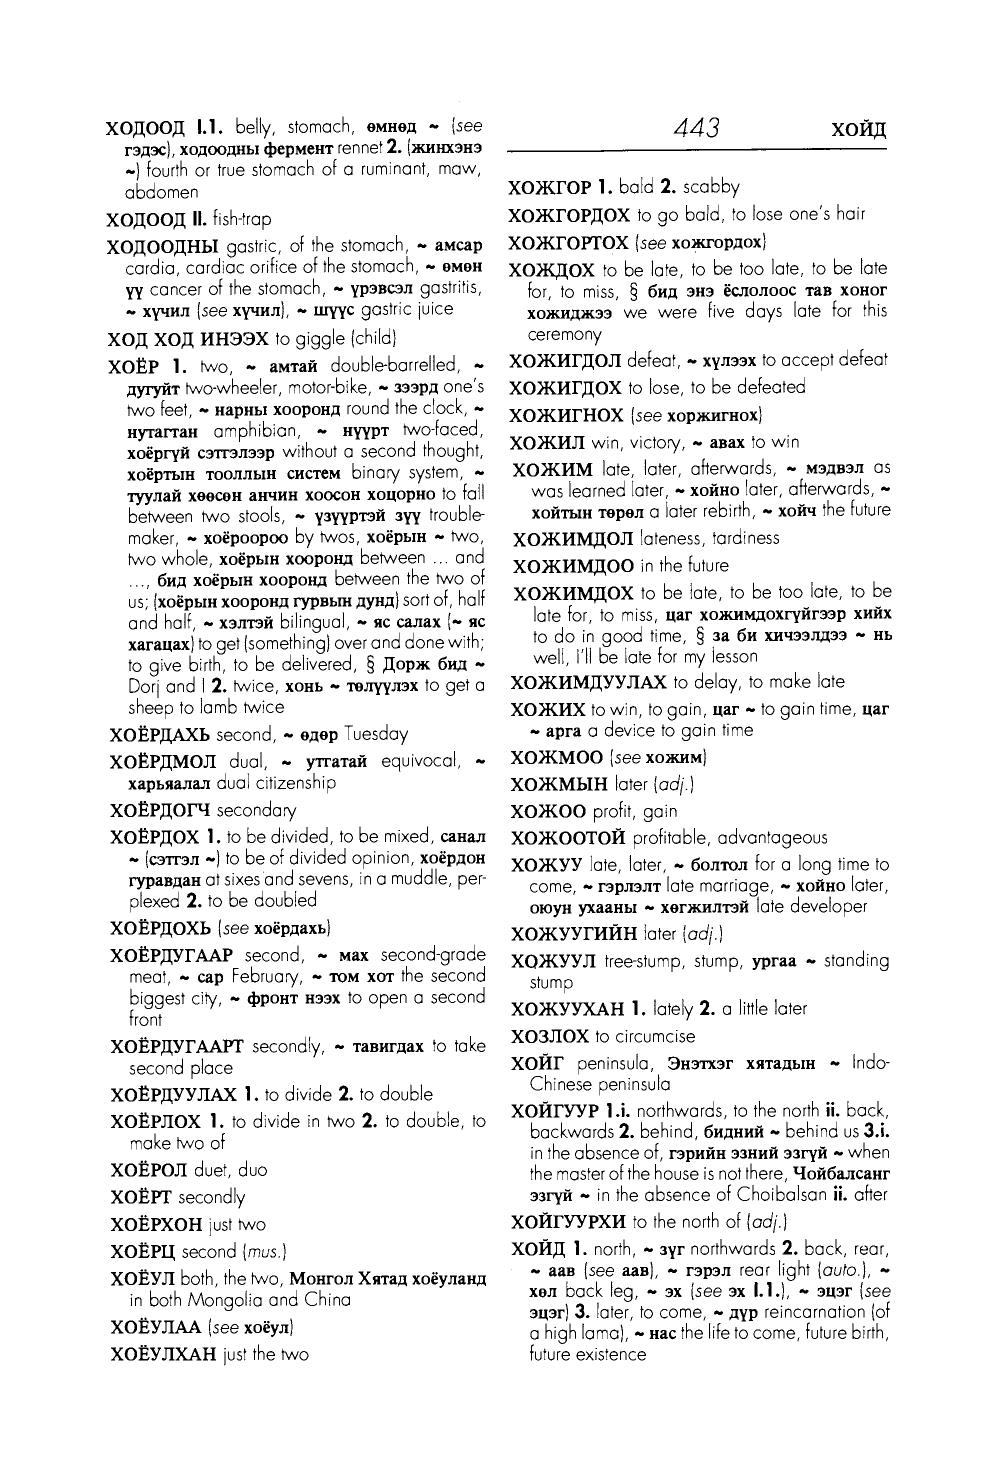 ХОДООД I.1. belly, stomach, өмнөд ~ (see
гэдэс), ходоодны фермент rennet 2. (жинхэнэ
~) fourth or true stomach of a ruminant, maw,
abdomen
ХОДООД II. fish-trap
ХОДООДНЫ gastric, of the stomach, ~ амсар
cardia, cardiac orifice of the stomach, ~ өмөн
үү cancer of the stomach, ~ үрэвсэл gastritis,
~ хүчил (see хүчил), ~ шүүс gastric juice
ХОД ХОД ИНЭЭХ to giggle (child)
ХОЁР 1. two, ~ амтай double-barrelled, ~
дугуйт two-wheeler, motor-bike, ~ зээрд one's
two feet, ~ нарны хооронд round the clock, ~
нутагтан amphibian, ~ нүүрт two-faced,
хоёргүй сэтгэлээр without a second thought,
хоёртын тооллын систем binary system, ~
туулай хөөсөн анчин хоосон хоцорно to fall
between two stools, ~ үзүүртэй зүү trouble-
maker, ~ хоёроороо by twos, хоёрын ~ two,
two whole, хоёрын хооронд between ... and
..., бид хоёрын хооронд between the two of
us; (хоёрын хооронд гурвын дунд) sort of, half
and half, ~ хэлтэй bilingual, ~ яс салах (~ яс
хагацах) to get (something) over and done with;
to give birth, to be delivered, § Дорж бид ~
Dorj and I 2. twice, хонь ~ төлүүлэх to get a
sheep to lamb twice
ХОЁРДАХЬ second, ~ өдөр Tuesday
ХОЁРДМОЛ dual, ~ утгатай equivocal, ~
харьяалал dual citizenship
ХОЁРДОГЧ secondary
ХОЁРДОХ 1. to be divided, to be mixed, санал
~ (сэтгэл ~) to be of divided opinion, хоёрдон
гуравдан at sixes and sevens, in a muddle, per-
plexed 2. to be doubled
ХОЁРДОХЬ (see хоёрдахь)
ХОЁРДУГААР second, ~ мах second-grade
meat, ~ сар February, ~ том хот the second
biggest city, ~ фронт нээх to open a second
front
ХОЁРДУГААРТ secondly, ~ тавигдах to take
second place
ХОЁРДУУЛАХ 1. to divide 2. to double
ХОЁРЛОХ 1. to divide in two 2. to double, to
make two of
ХОЁРОЛ duet, duo
ХОЁРТ secondly
ХОЁРХОН just two
ХОЁРЦ second (mus.)
ХОЁУЛ both, the two, Монгол Хятад хоёуланд
in both Mongolia and China
ХОЁУЛАА (see хоёул)
ХОЁУЛХАН just the two
443 ХОЙД
ХОЖГОР 1. bald 2. scabby
ХОЖГОРДОХ to go bald, to lose one's hair
ХОЖГОРТОХ (see хожгордох)
ХОЖДОХ to be late, to be too late, to be late
for, to miss, § бид энэ ёслолоос тав хоног
хожиджээ we were five days late for this
ceremony
ХОЖИГДОЛ defeat, ~ хүлээх to accept defeat
ХОЖИГДОХ to lose, to be defeated
ХОЖИГНОХ (see хоржигнох)
ХОЖИЛ win, victory, ~ авах to win
ХОЖИМ late, later, afterwards, ~ мэдвэл as
was learned later, ~ хойно later, afterwards, ~
хойтын төрөл a later rebirth, ~ хойч the future
ХОЖИМДОЛ lateness, tardiness
ХОЖИМДОО in the future
ХОЖИМДОХ to be late, to be too late, to be
late for, to miss, цаг хожимдохгүйгээр хийх
to do in good time, § за би хичээлдээ ~ нь
well, I'll be late for my lesson
ХОЖИМДУУЛАХ to delay, to make late
ХОЖИХ to win, to gain, цаг ~ to gain time, цаг
~ арга a device to gain time
ХОЖМОО (see хожим)
ХОЖМЫН later (adj.)
ХОЖОО profit, gain
ХОЖООТОЙ profitable, advantageous
ХОЖУУ late, later, ~ болтол for a long time to
come, ~ гэрлэлт late marriage, ~ хойно later,
оюун ухааны ~ хөгжилтэй late developer
ХОЖУУГИЙН later (adj.)
ХОЖУУЛ tree-stump, stump, ургаа ~ standing
stump
ХОЖУУХАН 1. lately 2. a little later
ХОЗЛОХ to circumcise
ХОЙГ peninsula, Энэтхэг хятадын ~ Indo-
Chinese peninsula
ХОЙГУУР 1.i. northwards, to the north ii. back,
backwards 2. behind, бидний ~ behind us 3.i.
in the absence of, гэрийн эзний эзгүй ~ when
the master of the house is not there, Чойбалсанг
эзгүй ~ in the absence of Choibalsan ii. after
ХОЙГУУРХИ to the north of (adj.)
ХОЙД 1. north, ~ зүг northwards 2. back, rear,
~ аав (see аав), ~ гэрэл rear light (auto.), ~
хөл back leg, ~ эх (see эх I.1.), ~ эцэг (see
эцэг) 3. later, to come, ~ дүр reincarnation (of
a high lama), ~ нас the life to come, future birth,
future existence